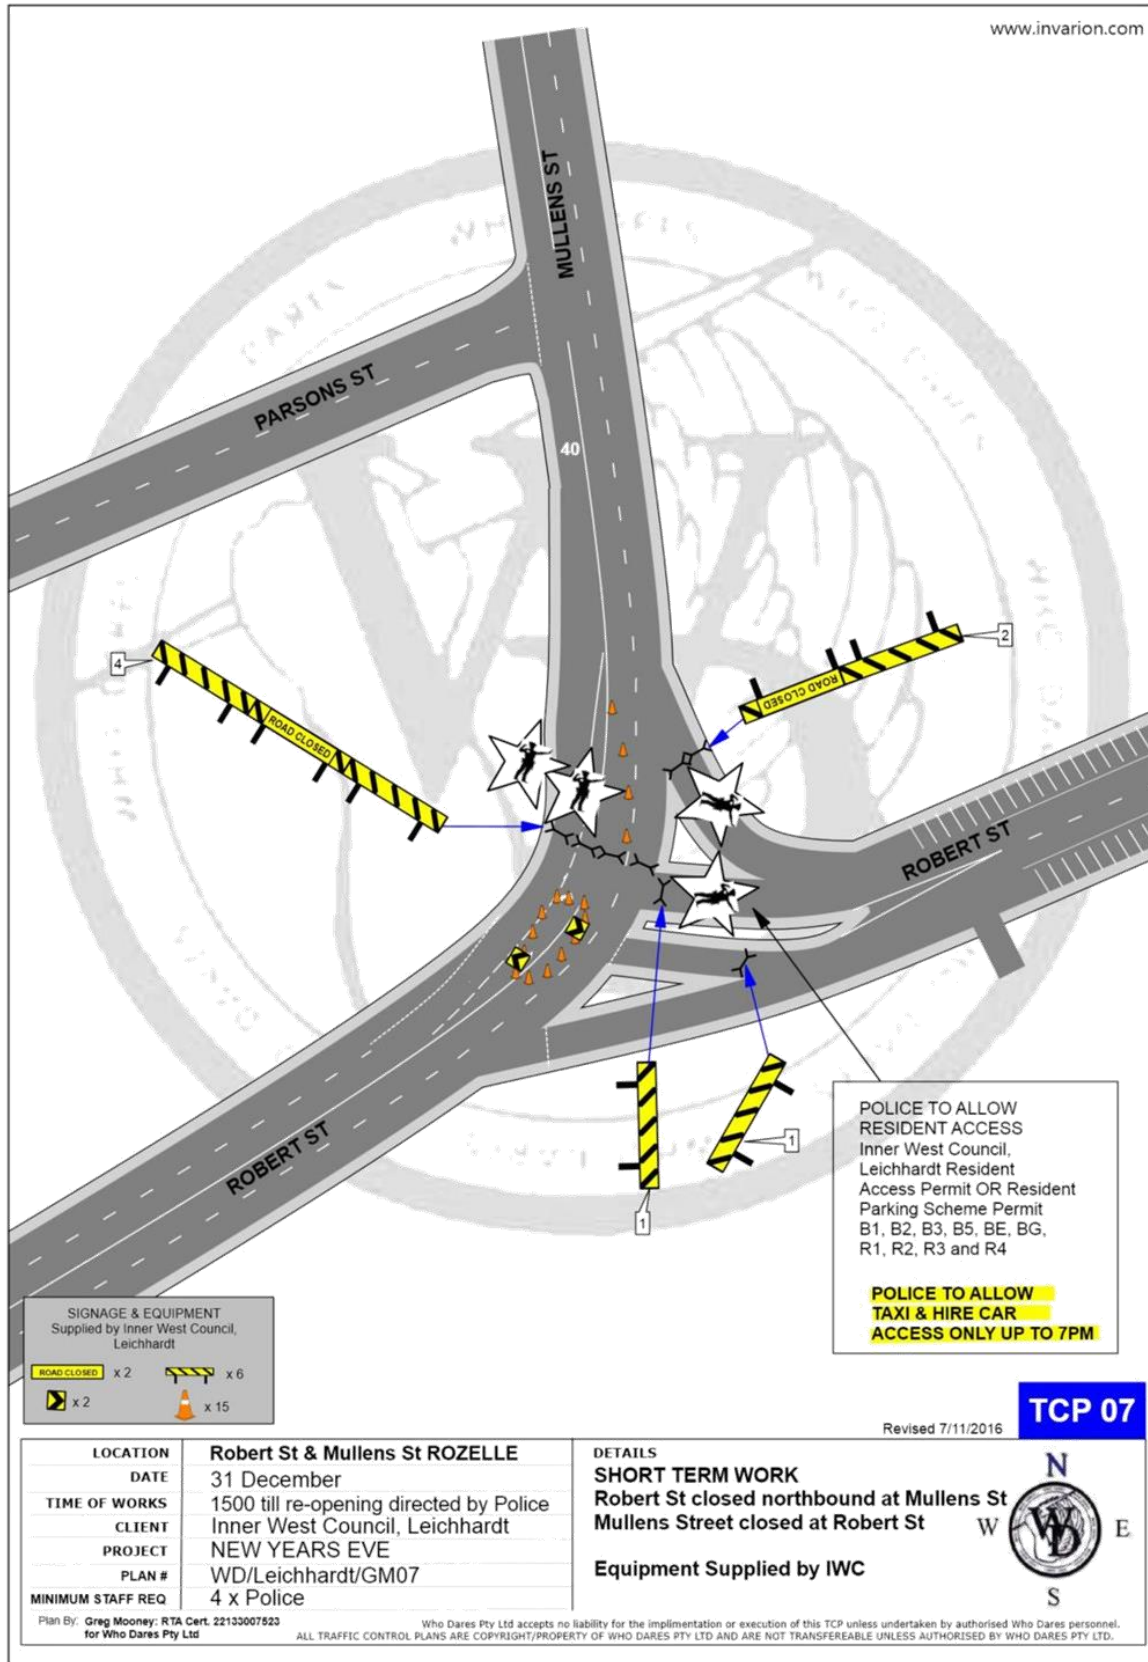 www.invarion.com
MULLENS ST
PARSONS ST
40
4
ROAD CLOSED
2
ROAD CLOSED
ROBERT ST
1
1
ROBERT ST
POLICE TO ALLOW
RESIDENT ACCESS
Inner West Council,
Leichhardt Resident
Access Permit OR Resident
Parking Scheme Permit
B1, B2, B3, B5, BE, BG,
R1, R2, R3 and R4
POLICE TO ALLOW
TAXI & HIRE CAR
ACCESS ONLY UP TO 7PM
SIGNAGE & EQUIPMENT
Supplied by Inner West Council,
Leichhardt
ROAD CLOSED x 2
x 6
x 2
x 15
Revised 7/11/2016
TCP 07
LOCATION Robert St & Mullens St ROZELLE
DATE 31 December
TIME OF WORKS 1500 till re-opening directed by Police
CLIENT Inner West Council, Leichhardt
PROJECT NEW YEARS EVE
PLAN # WD/Leichhardt/GM07
MINIMUM STAFF REQ 4 x Police
DETAILS
SHORT TERM WORK
Robert St closed northbound at Mullens St
Mullens Street closed at Robert St
Equipment Supplied by IWC
N
W
WD
E
S
Plan By: Greg Mooney: RTA Cert. 22133007523
for Who Dares Pty Ltd
Who Dares Pty Ltd accepts no liability for the implimentation or execution of this TCP unless undertaken by authorised Who Dares personnel.
ALL TRAFFIC CONTROL PLANS ARE COPYRIGHT/PROPERTY OF WHO DARES PTY LTD AND ARE NOT TRANSFEREABLE UNLESS AUTHORISED BY WHO DARES PTY LTD.